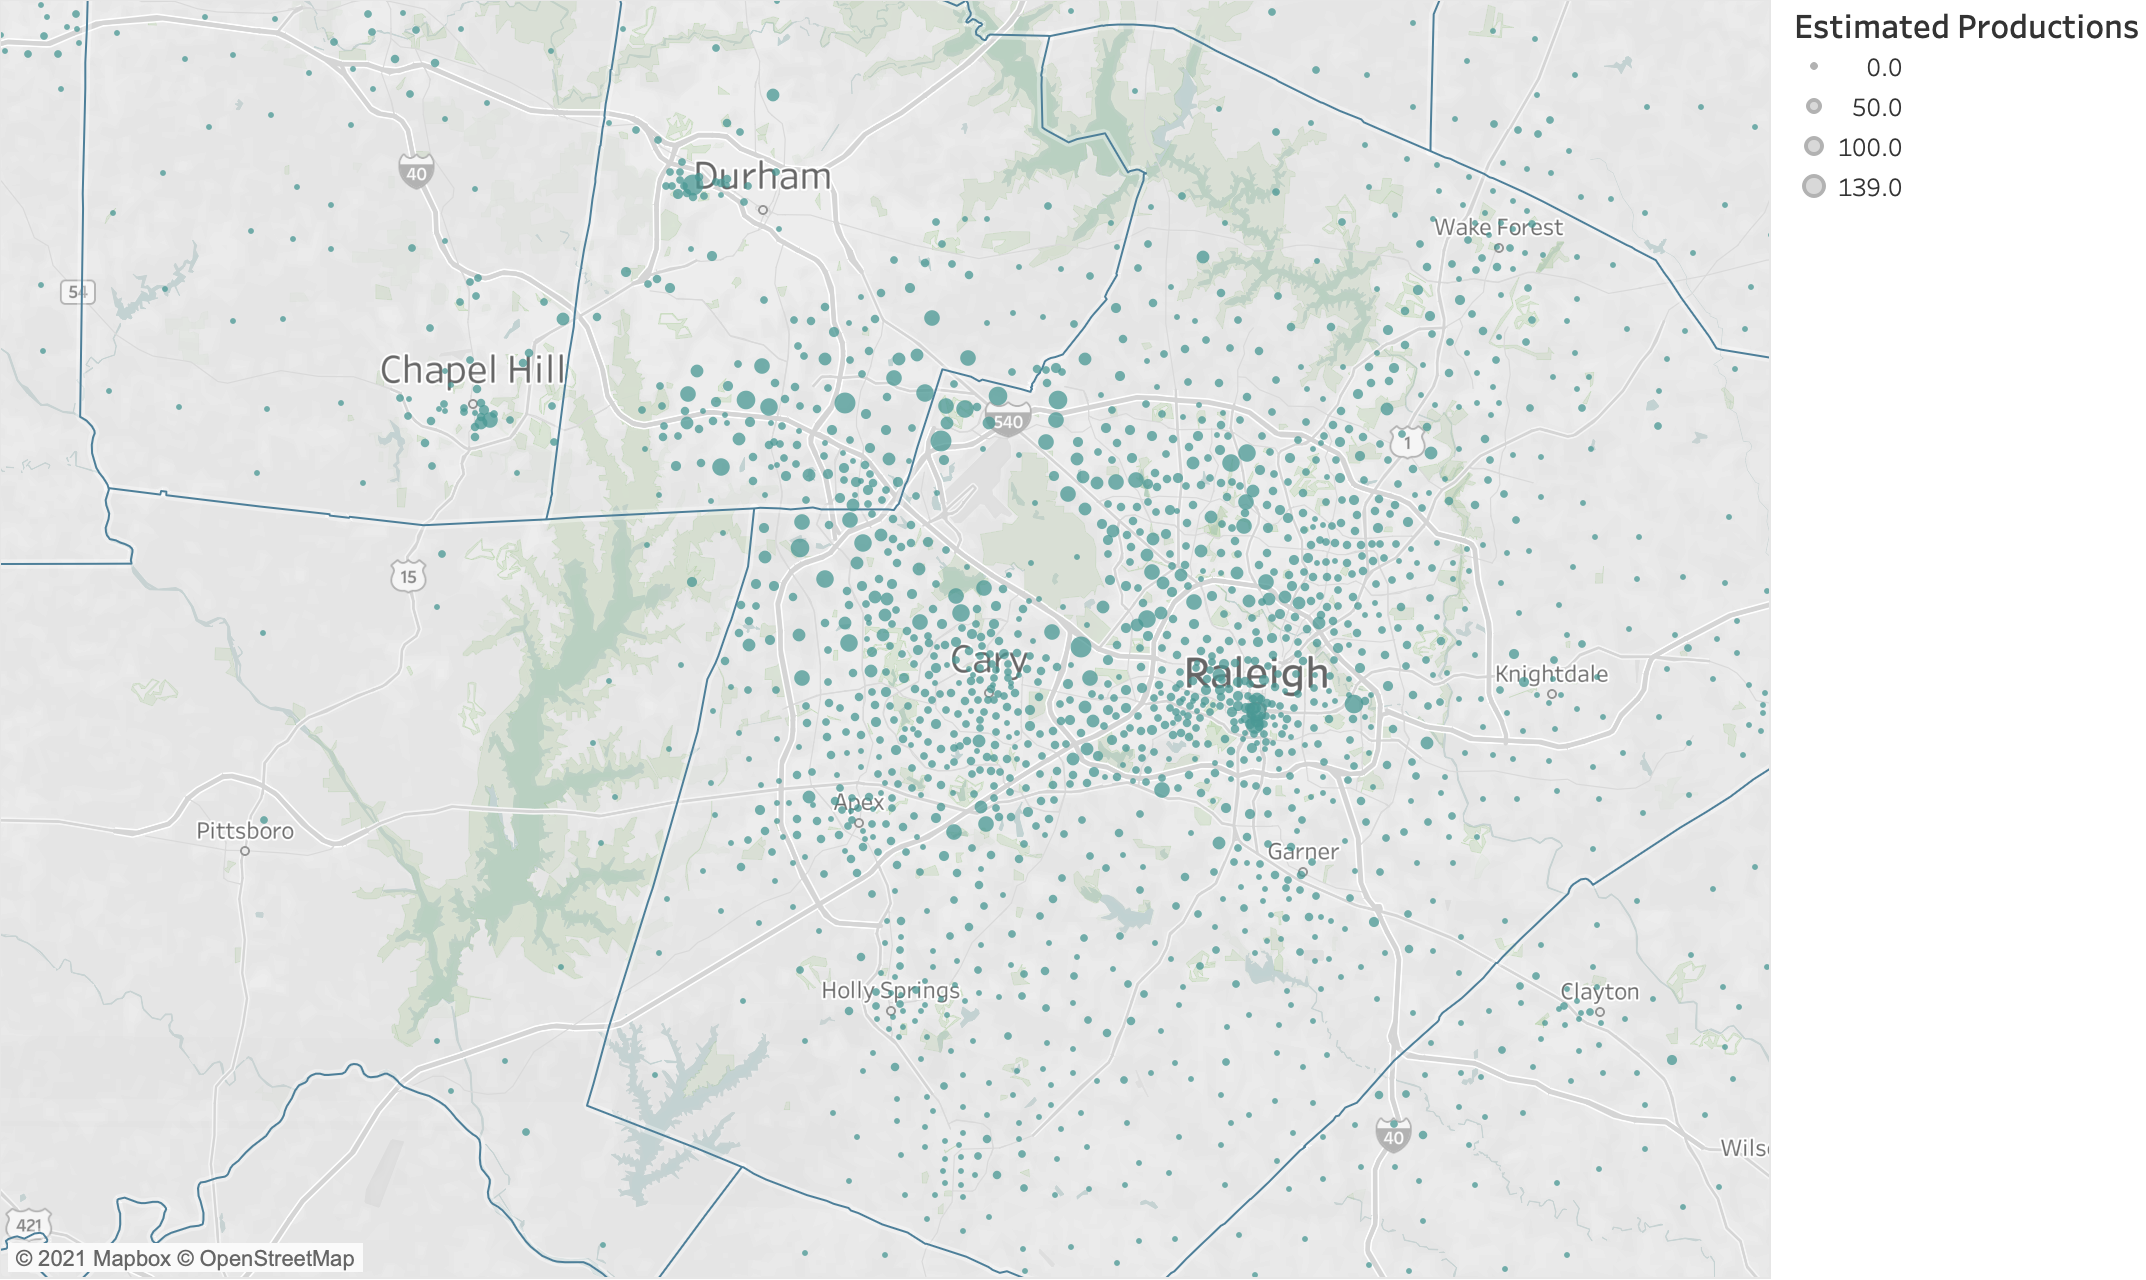 Estimated Productions
0.0
50.0
100.0
139.0
40
Durham
Wake Forest
54
Chapel Hill
540
1
15
Cary
Raleigh
Knightdale
Apex
Pittsboro
Garner
Holly Springs
Clayton
40
Wils
421
© 2021 Mapbox © OpenStreetMap